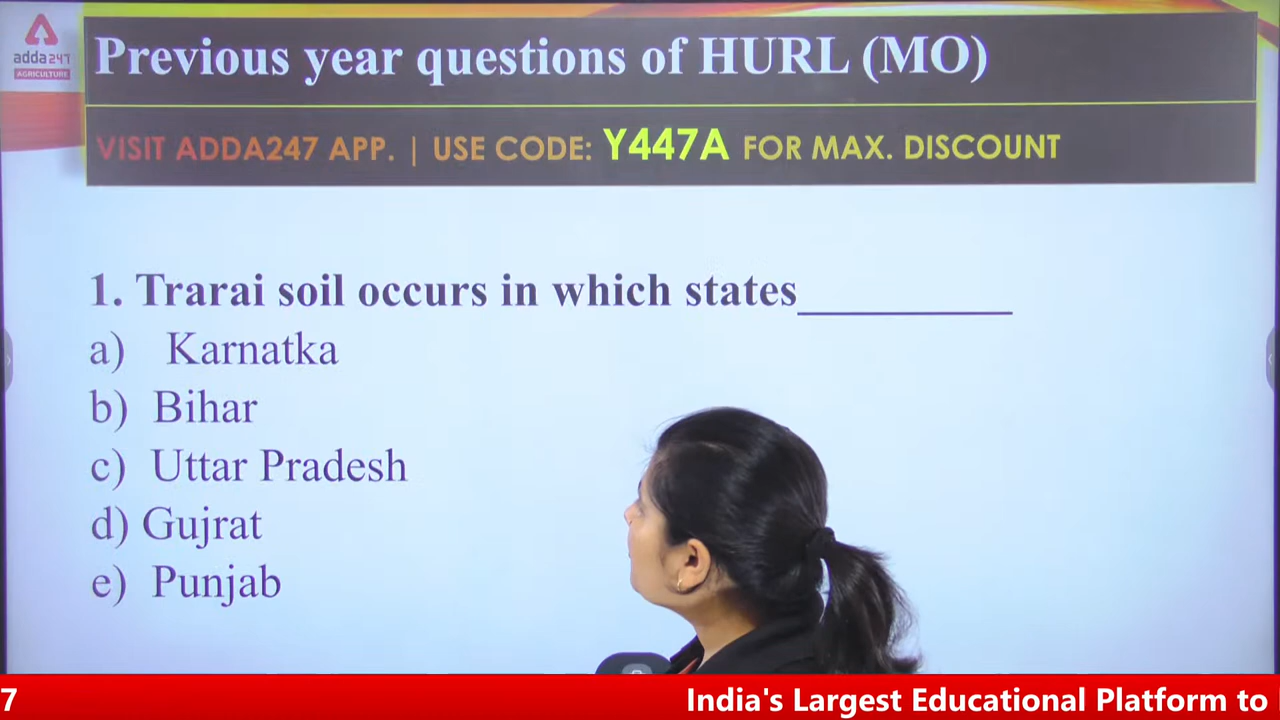 adda247
AGRICULTURE
Previous year questions of HURL (MO)
VISIT ADDA247 APP. | USE CODE: Y447A FOR MAX. DISCOUNT
1. Trarai soil occurs in which states_________
a) Karnatka
b) Bihar
c) Uttar Pradesh
d) Gujrat
e) Punjab
7 India's Largest Educational Platform to